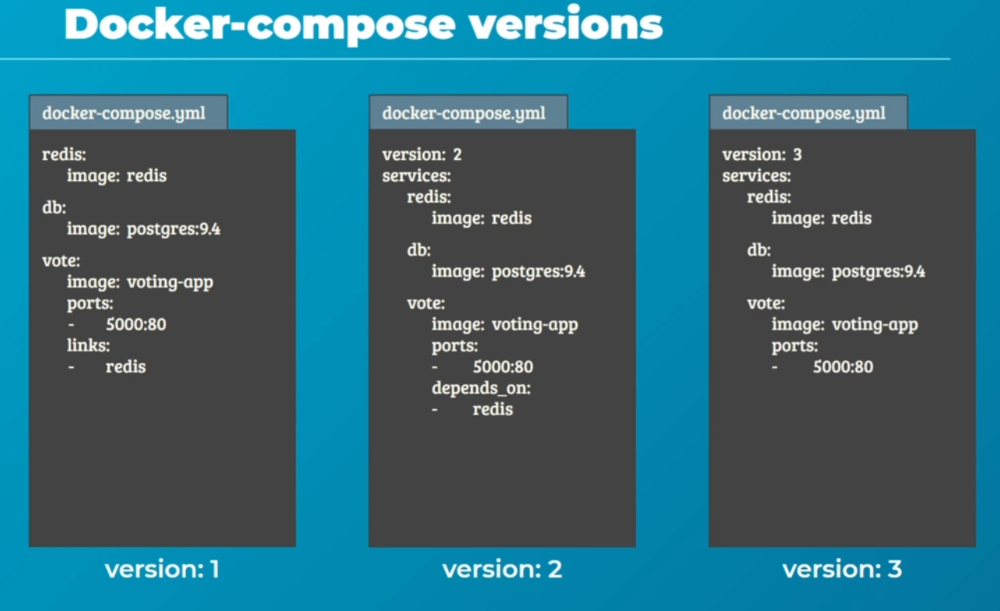 Docker-compose versions
docker-compose.yml
redis:
image: redis
db:
image: postgres:9.4
vote:
image: voting-app
ports:
- 5000:80
links:
- redis
version: 1
docker-compose.yml
version: 2
services:
redis:
image: redis
db:
image: postgres:9.4
vote:
image: voting-app
ports:
- 5000:80
depends_on:
- redis
version: 2
docker-compose.yml
version: 3
services:
redis:
image: redis
db:
image: postgres:9.4
vote:
image: voting-app
ports:
- 5000:80
version: 3